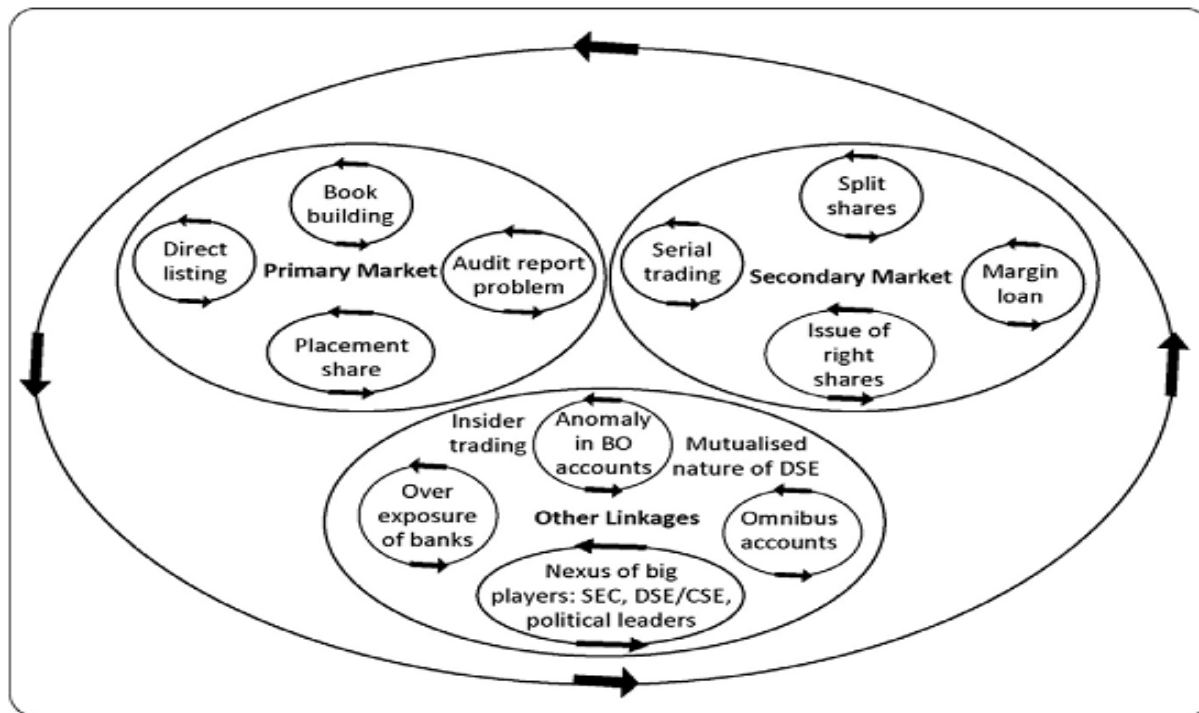 Book
building
Direct
listing
Primary Market
Audit report
problem
Placement
share
Split
shares
Serial
trading
Secondary Market
Margin
loan
Issue of
right
shares
Insider
trading
Anomaly
in BO
accounts
Mutualised
nature of DSE
Over
exposure
of banks
Other Linkages
Omnibus
accounts
Nexus of big
players: SEC, DSE/CSE,
political leaders